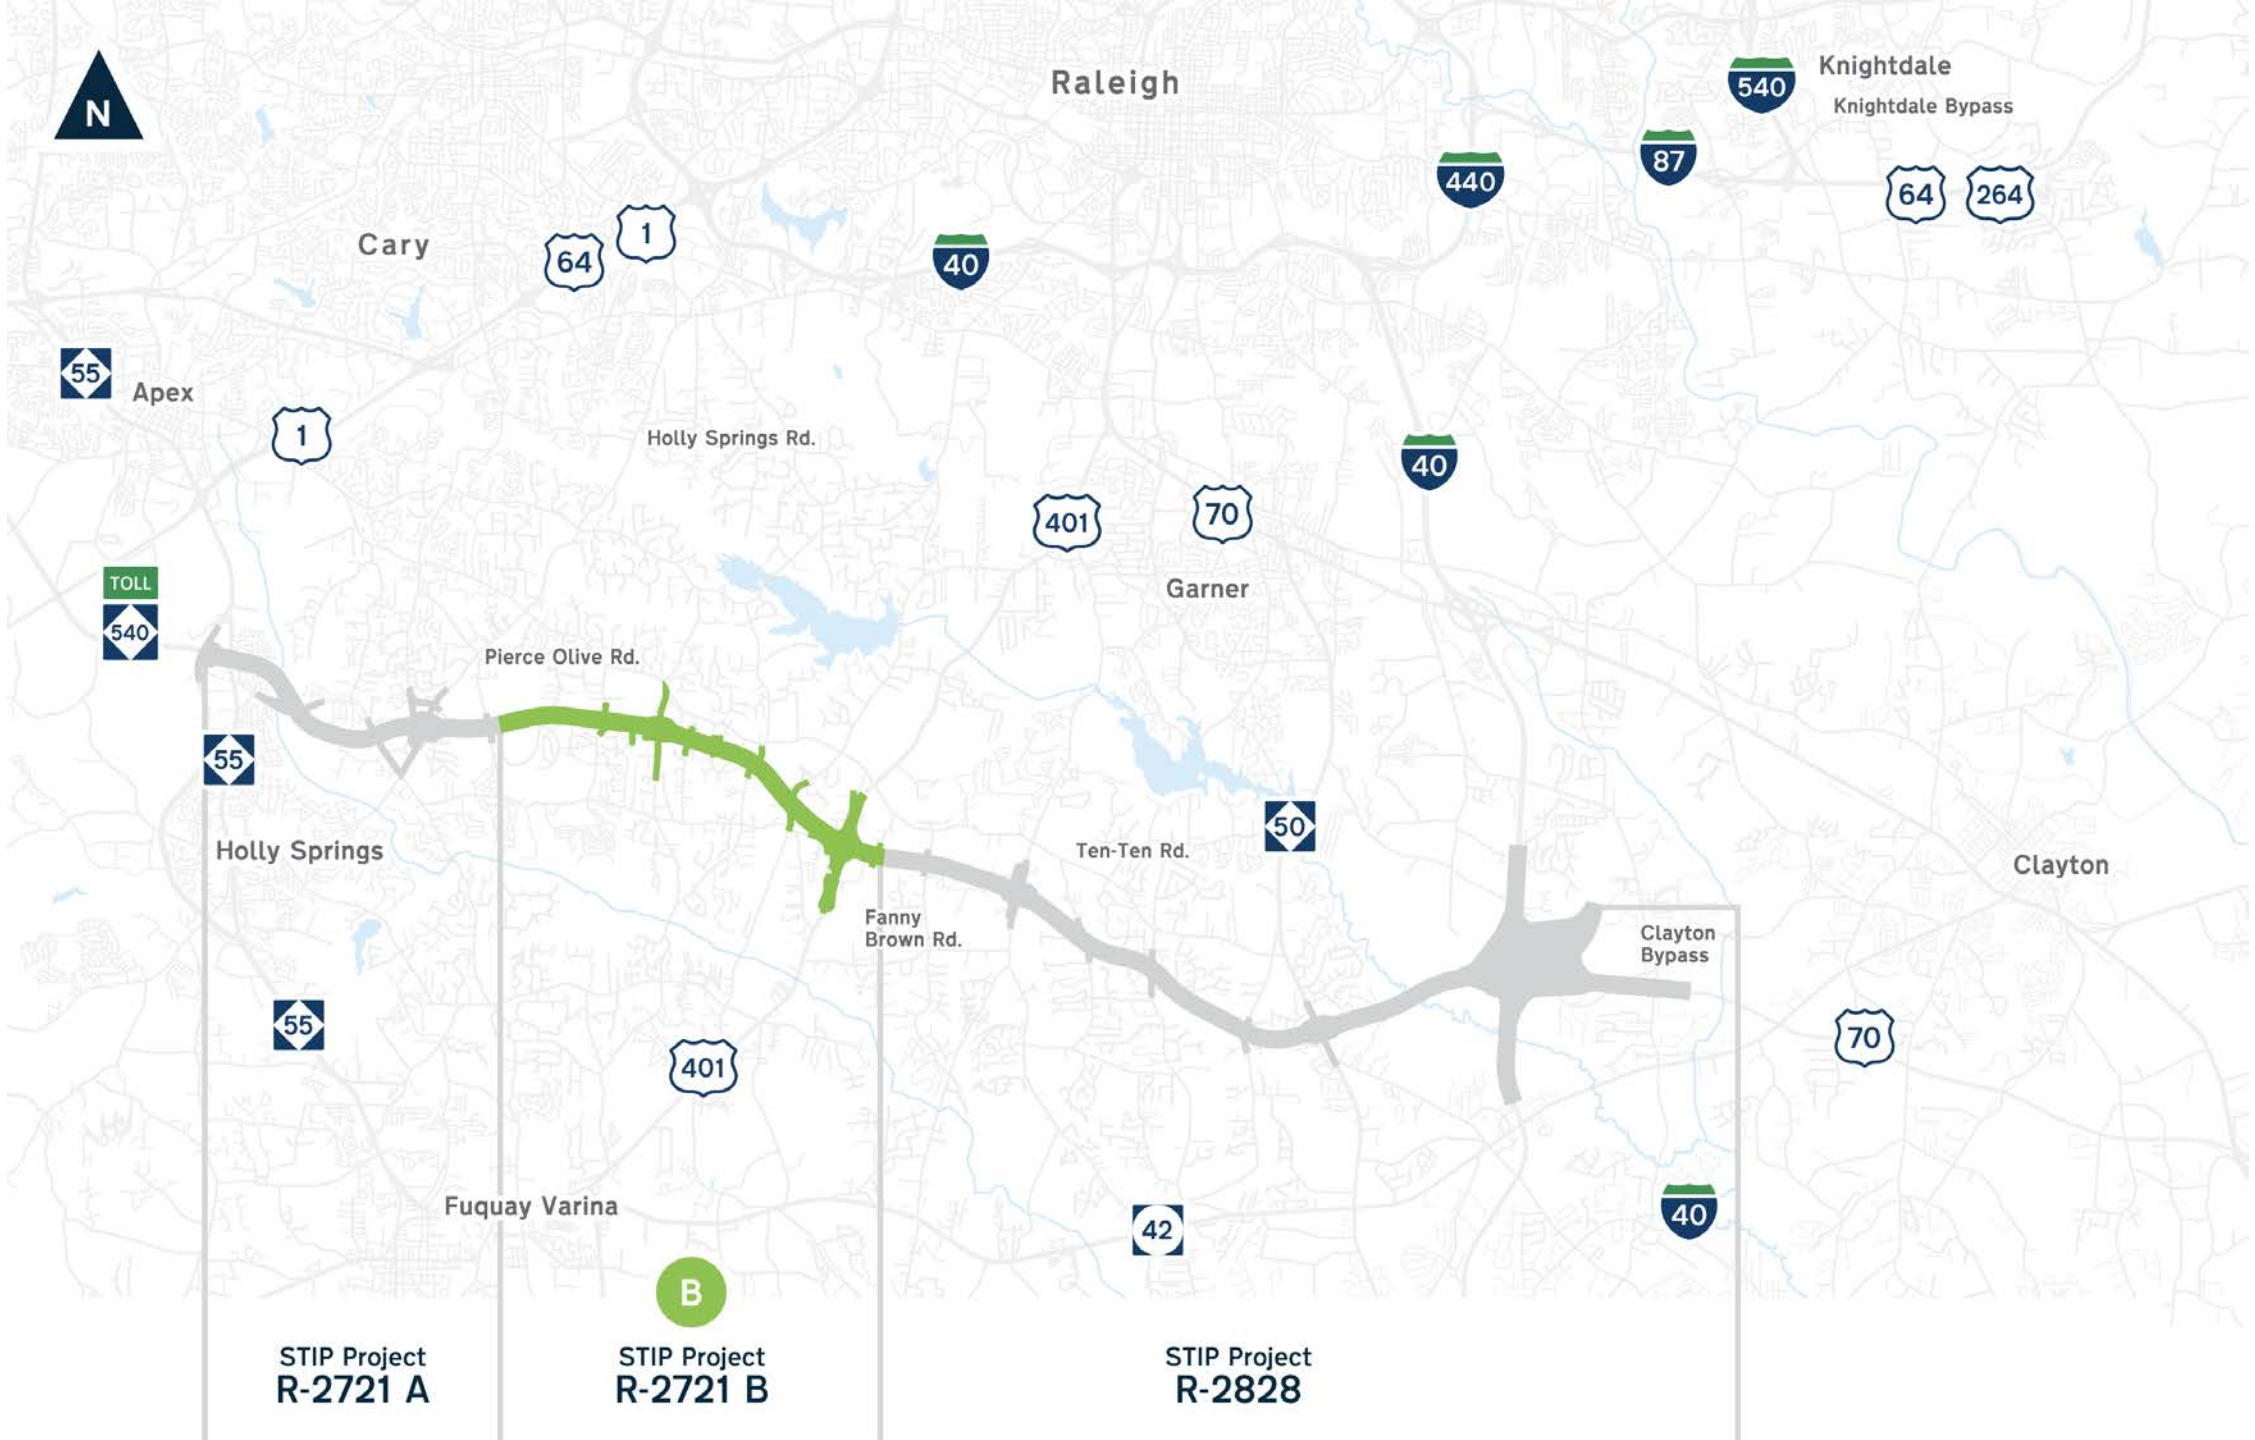 N
Raleigh
540
Knightdale
Knightdale Bypass
87
440
64
264
Cary
64
1
40
55
Apex
1
Holly Springs Rd.
40
401
70
Garner
TOLL
540
Pierce Olive Rd.
55
50
Holly Springs
Ten-Ten Rd.
Clayton
Fanny
Brown Rd.
Clayton
Bypass
55
401
70
Fuquay Varina
42
40
B
STIP Project
R-2721 A
STIP Project
R-2721 B
STIP Project
R-2828